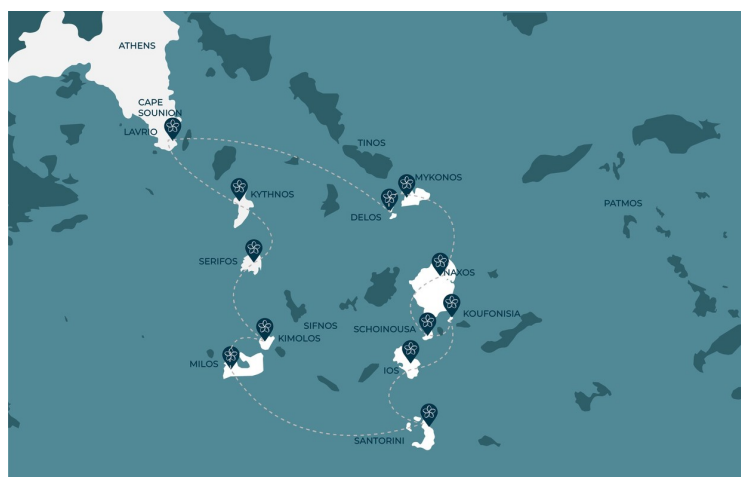 ATHENS
CAPE
SOUNION
LAVRIO
TINOS
MYKONOS
KYTHNOS
DELOS
PATMOS
SERIFOS
NAXOS
KOUFONISIA
SIFNOS
SCHOINOUSA
KIMOLOS
MILOS
IOS
SANTORINI